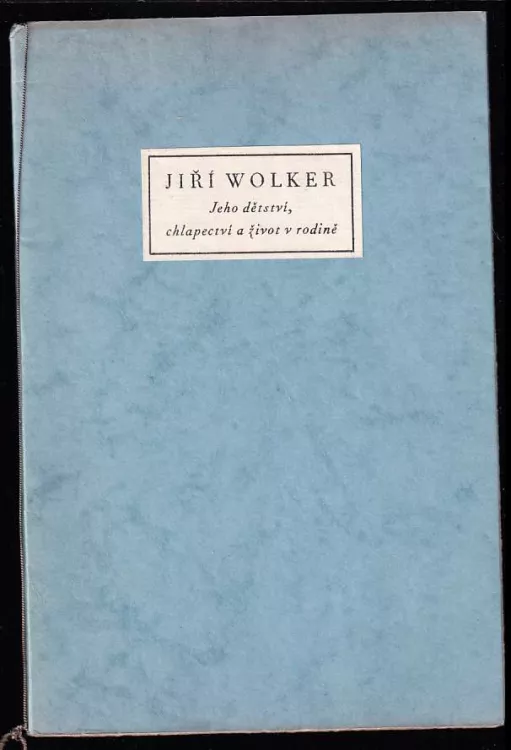 JIŘÍ WOLKER
Jeho dětství,
chlapectví a život v rodině